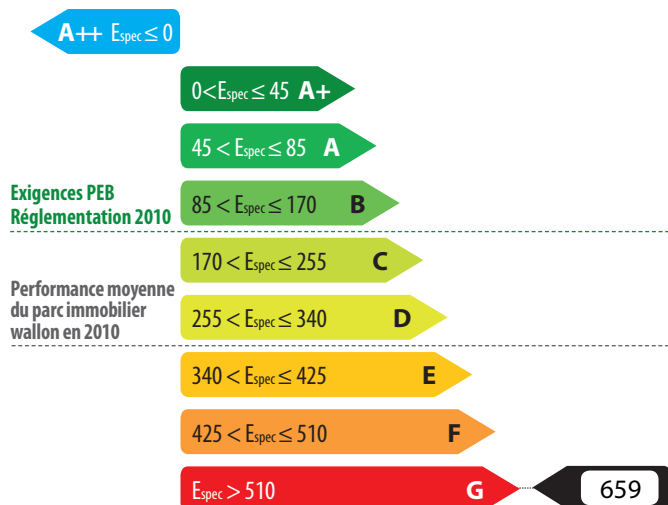 A++ Espec ≤ 0
0<Espec ≤ 45 A+
45 < Espec ≤ 85 A
Exigences PEB
Réglementation 2010
85 < Espec ≤ 170 B
170 < Espec ≤ 255 C
Performance moyenne
du parc immobilier
wallon en 2010
255 < Espec ≤ 340 D
340 < Espec ≤ 425 E
425 < Espec ≤ 510 F
Espec > 510 G
659